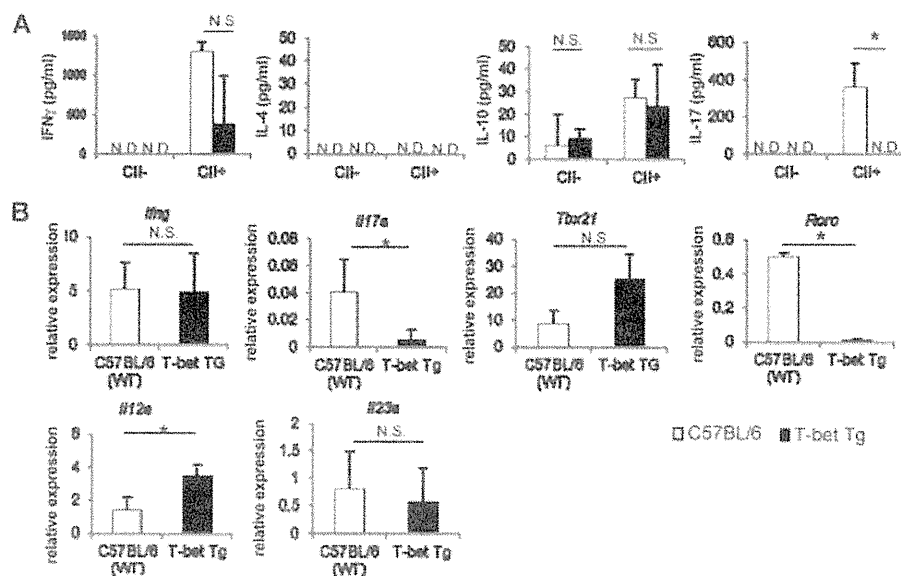 A
IFNγ (pg/ml)
1500
1000
500
0
N.S
N.D. N.D.
CII-
CII+
IL-4 (pg/ml)
50
40
30
20
10
0
N.D. N.D.
N.D. N.D.
CII-
CII+
IL-10 (pg/ml)
50
40
30
20
10
0
N.S.
N.S.
CII-
CII+
IL-17 (pg/ml)
600
400
200
0
*
N.D. N.D.
N.D.
CII-
CII+
B
Ifng
relative expression
10
5
0
N.S.
C57BL/6
(WT)
T-bet TG
Il17a
relative expression
0.08
0.06
0.04
0.02
0
*
C57BL/6
(WT)
T-bet Tg
Tbx21
relative expression
40
30
20
10
0
N.S
C57BL/6
(WT)
T-bet TG
Rorc
relative expression
0.6
0.4
0.2
0
*
C57BL/6
(WT)
T-bet Tg
Il12a
relative expression
6
4
2
0
*
C57BL/6
(WT)
T-bet Tg
Il23a
relative expression
2
1.5
1
0.5
0
N.S.
C57BL/6
(WT)
T-bet Tg
C57BL/6
T-bet Tg